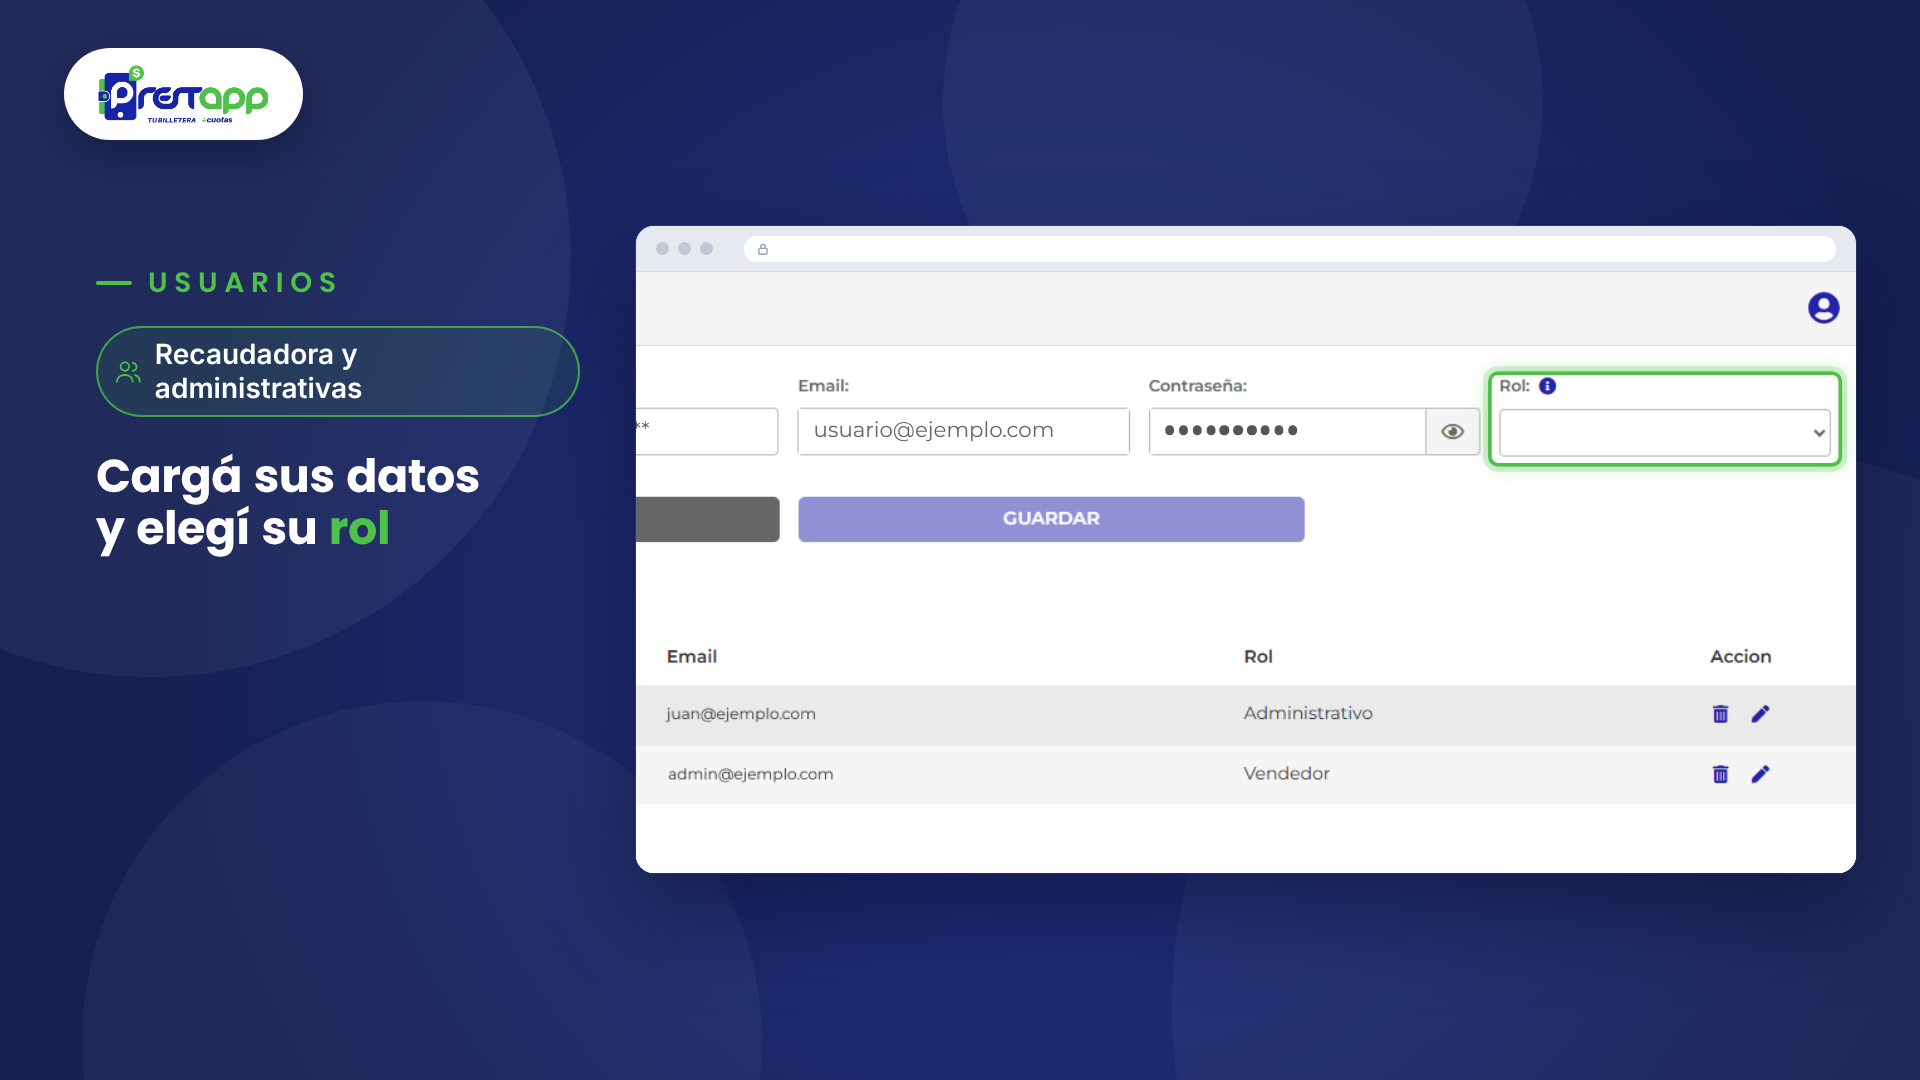 Prestapp
TU BILLETERA +cuotas
USUARIOS
Recaudadora y
administrativas
Cargá sus datos
y elegí su rol
Email:
Contraseña:
Rol:
**
usuario@ejemplo.com
●●●●●●●●●●
GUARDAR
Email Rol Accion
juan@ejemplo.com Administrativo
admin@ejemplo.com Vendedor